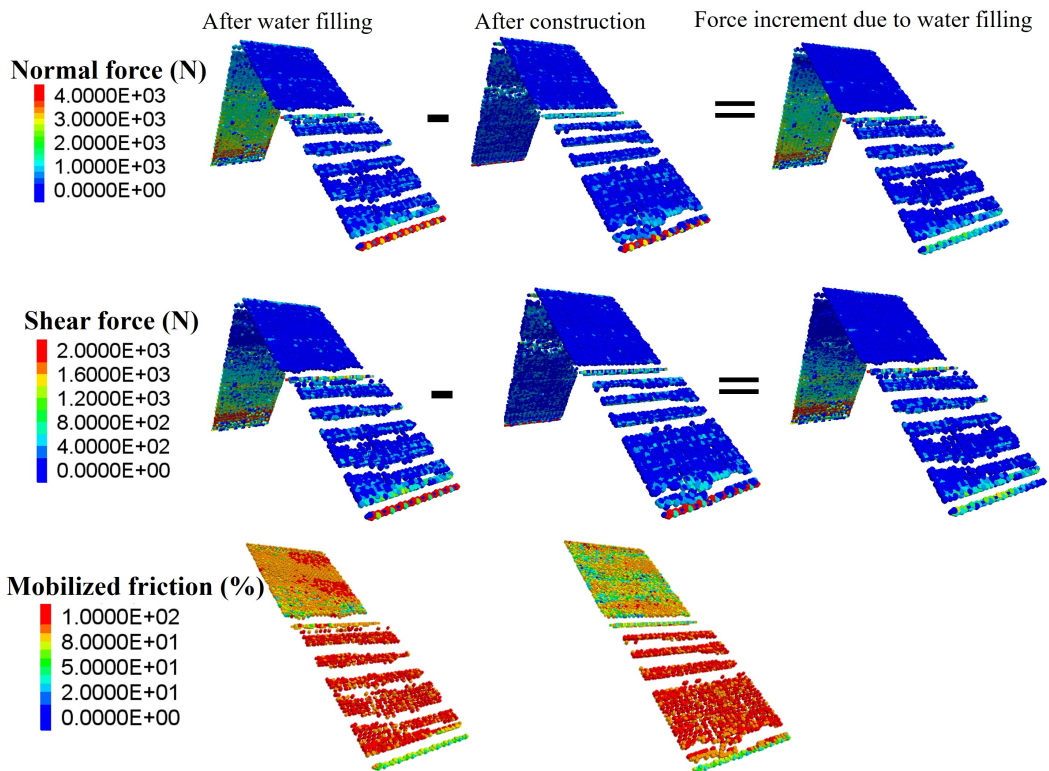 After water filling
After construction
Force increment due to water filling
Normal force (N)
4.0000E+03
3.0000E+03
2.0000E+03
1.0000E+03
0.0000E+00
-
=
Shear force (N)
2.0000E+03
1.6000E+03
1.2000E+03
8.0000E+02
4.0000E+02
0.0000E+00
-
=
Mobilized friction (%)
1.0000E+02
8.0000E+01
5.0000E+01
2.0000E+01
0.0000E+00